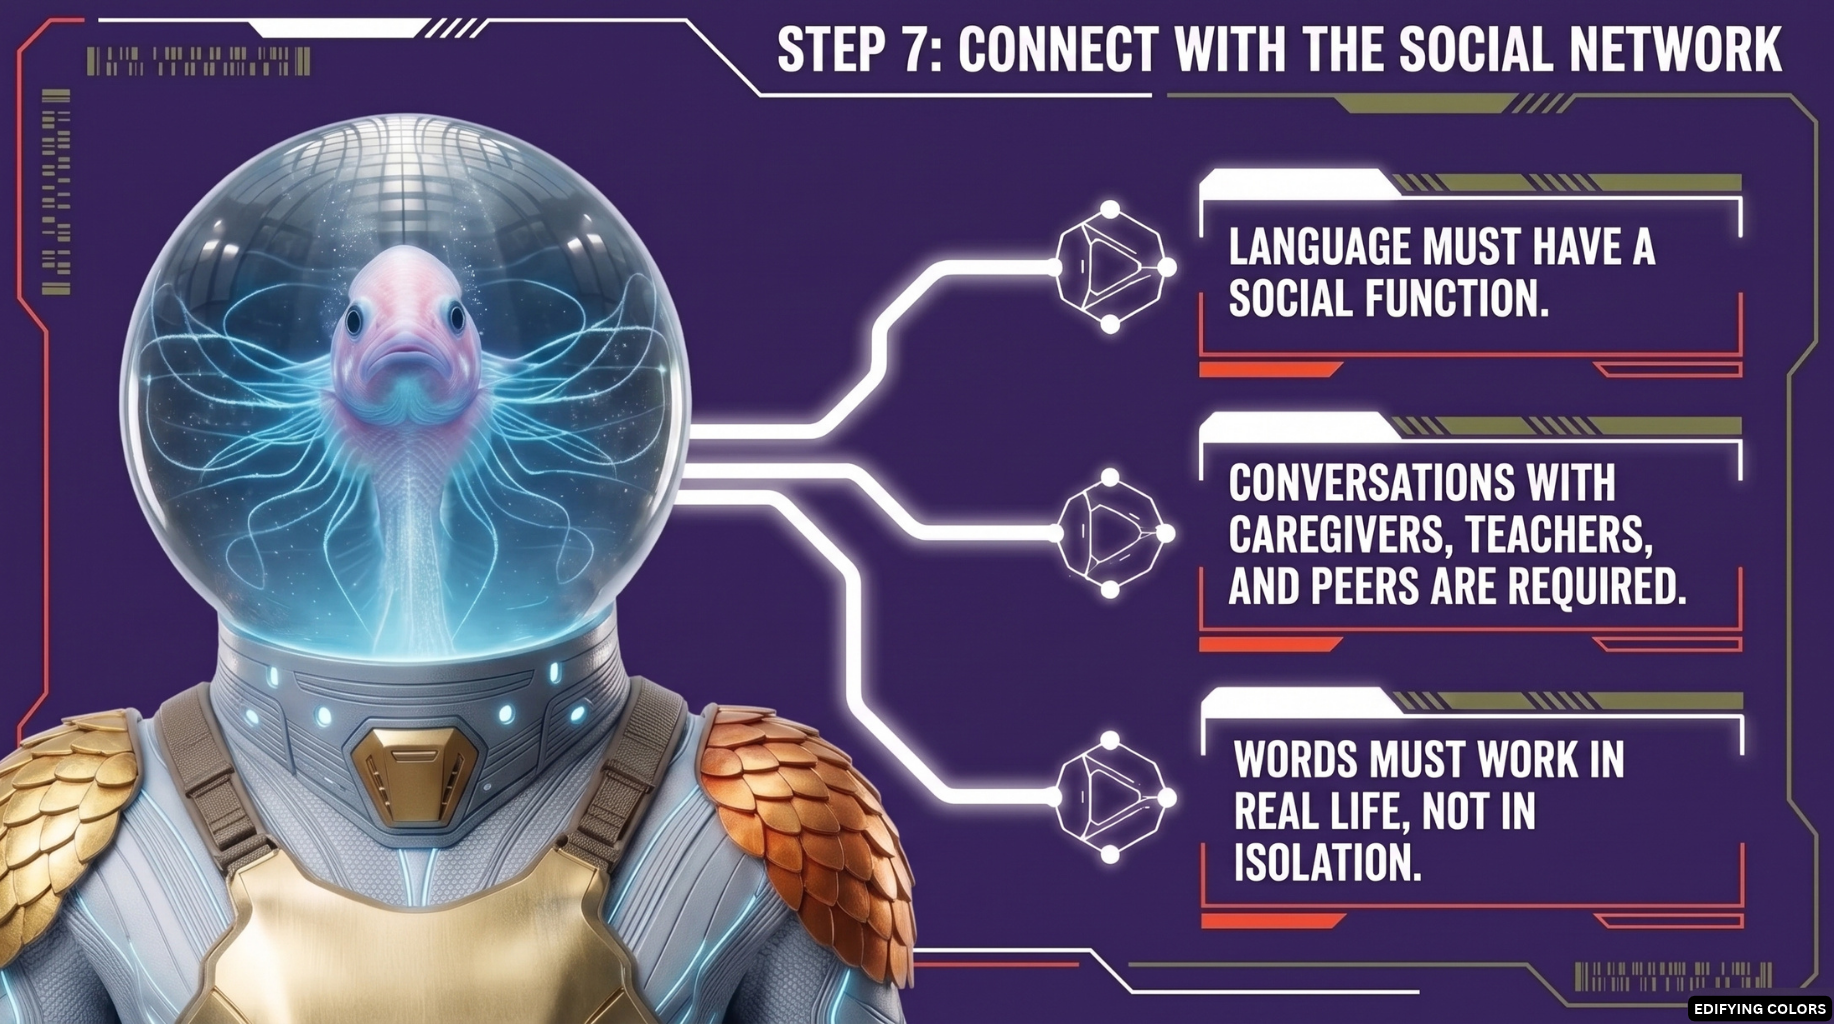 STEP 7: CONNECT WITH THE SOCIAL NETWORK
LANGUAGE MUST HAVE A
SOCIAL FUNCTION.
CONVERSATIONS WITH
CAREGIVERS, TEACHERS,
AND PEERS ARE REQUIRED.
WORDS MUST WORK IN
REAL LIFE, NOT IN
ISOLATION.
EDIFYING COLORS